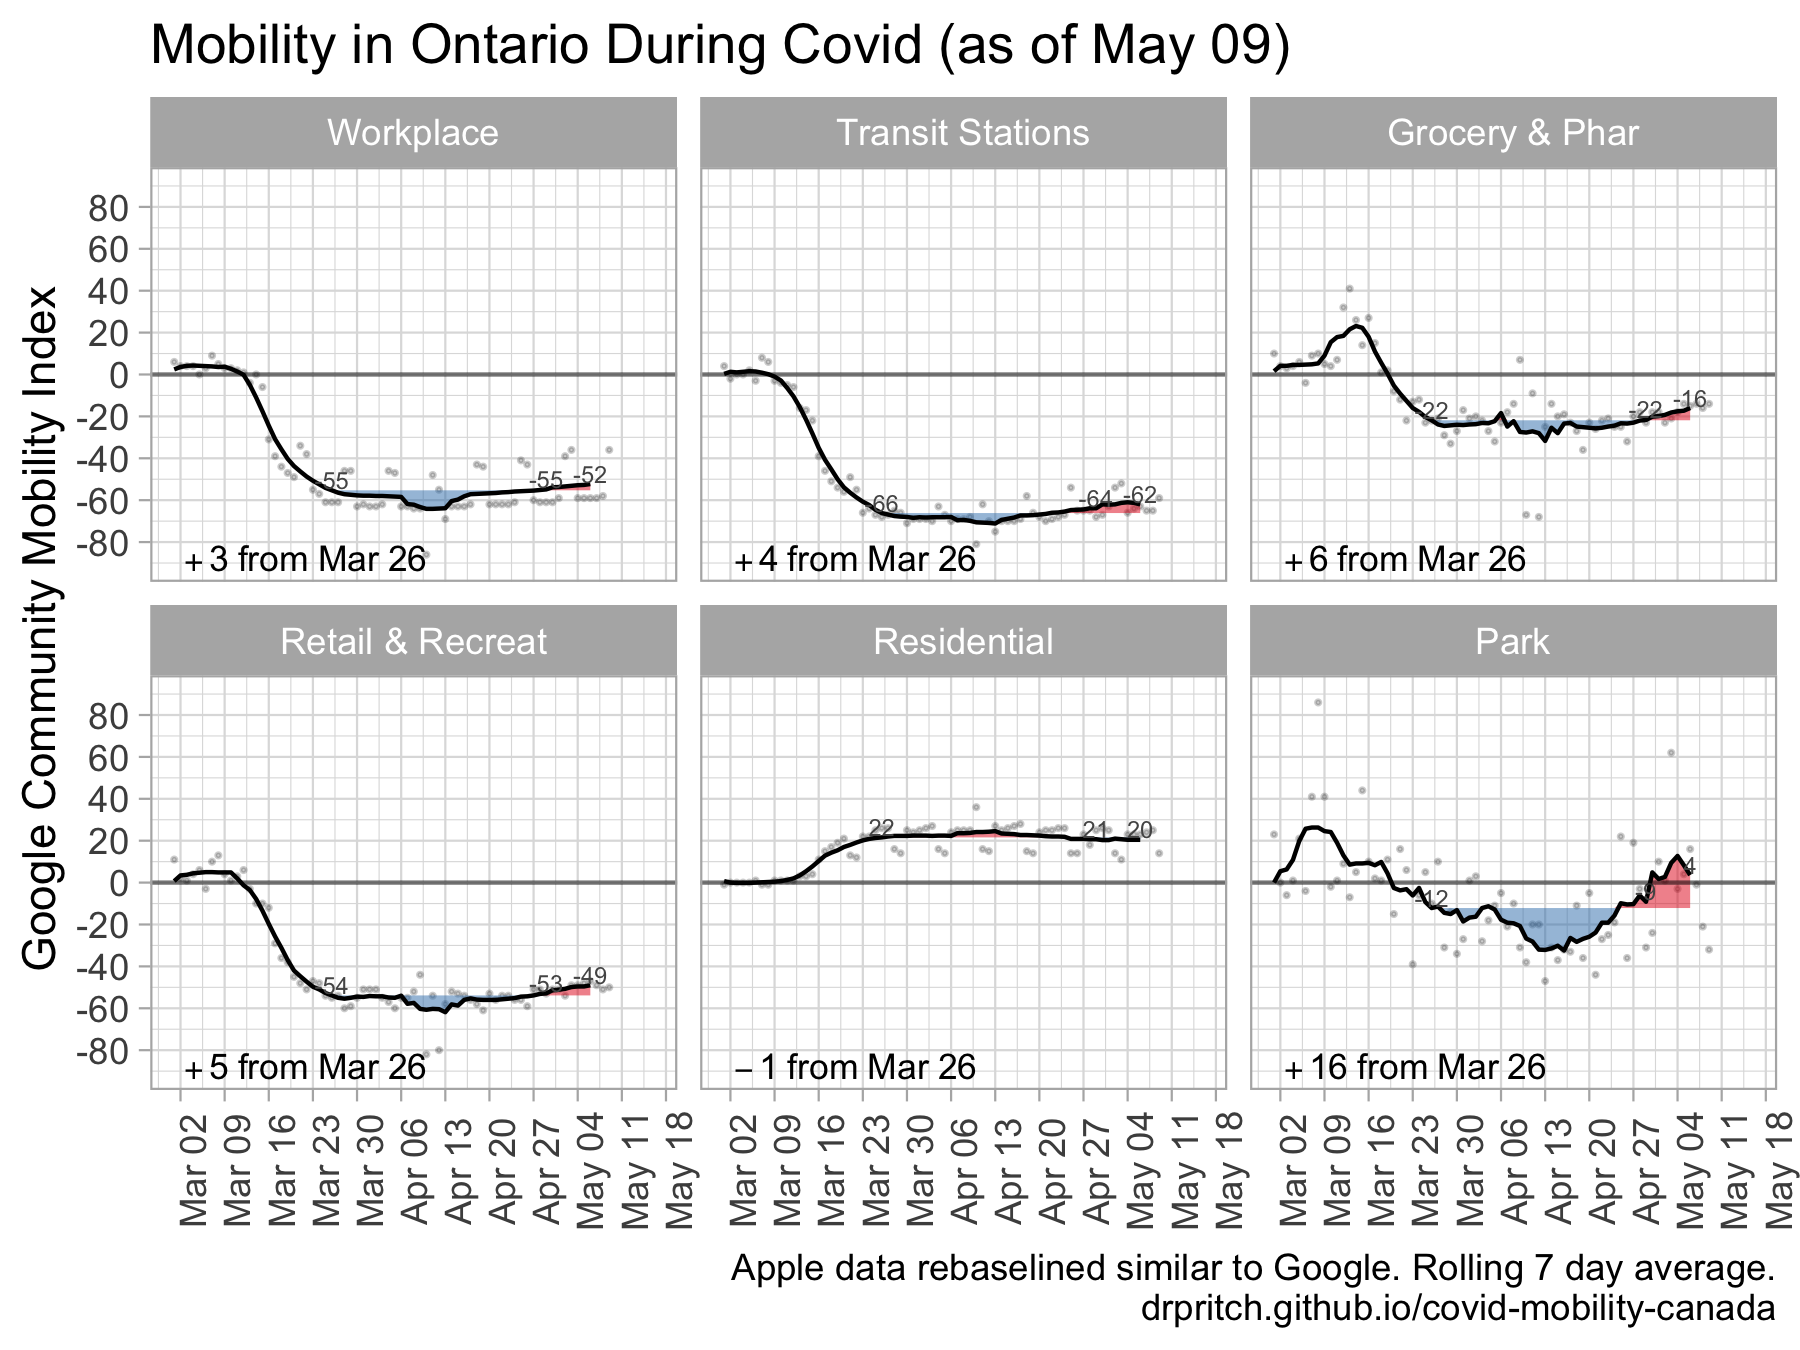 Mobility in Ontario During Covid (as of May 09)
Google Community Mobility Index
Workplace
Transit Stations
Grocery & Phar
80
60
40
20
0
-20
-40
-60
-80
-55
-55
-52
+3 from Mar 26
-66
-64
-62
+4 from Mar 26
-22
-22
-16
+6 from Mar 26
Retail & Recreat
Residential
Park
80
60
40
20
0
-20
-40
-60
-80
-54
-53
-49
+5 from Mar 26
22
21
20
−1 from Mar 26
-12
-9
4
+16 from Mar 26
Mar 02
Mar 09
Mar 16
Mar 23
Mar 30
Apr 06
Apr 13
Apr 20
Apr 27
May 04
May 11
May 18
Mar 02
Mar 09
Mar 16
Mar 23
Mar 30
Apr 06
Apr 13
Apr 20
Apr 27
May 04
May 11
May 18
Mar 02
Mar 09
Mar 16
Mar 23
Mar 30
Apr 06
Apr 13
Apr 20
Apr 27
May 04
May 11
May 18
Apple data rebaselined similar to Google. Rolling 7 day average.
drpritch.github.io/covid-mobility-canada